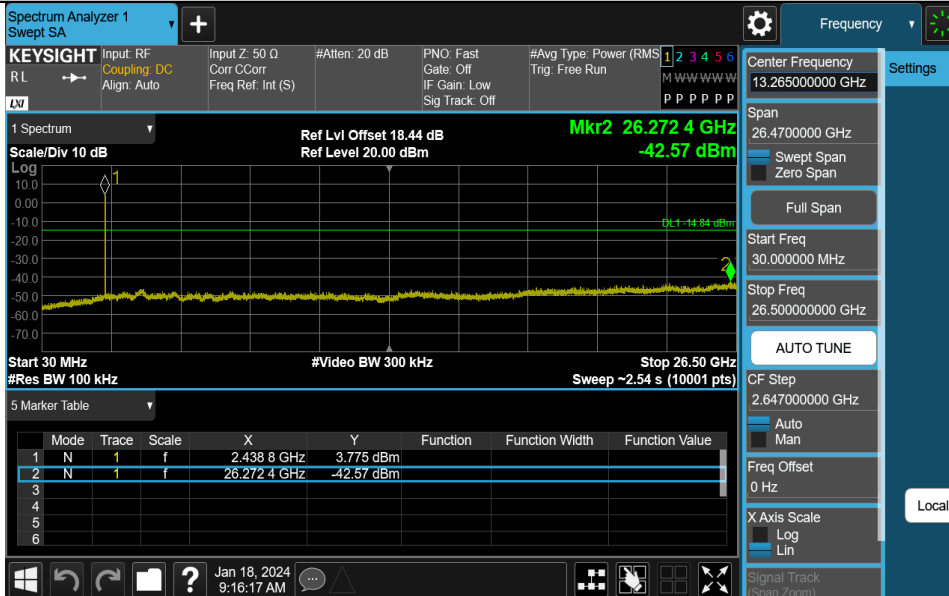 Spectrum Analyzer 1
Swept SA
+
Frequency
KEYSIGHT
RL
LXI
Input: RF
Coupling: DC
Align: Auto
Input Z: 50 Ω
Corr CCorr
Freq Ref: Int (S)
#Atten: 20 dB
PNO: Fast
Gate: Off
IF Gain: Low
Sig Track: Off
#Avg Type: Power (RMS
Trig: Free Run
1 2 3 4 5 6
M W W W W W
P P P P P P
Center Frequency
13.265000000 GHz
Settings
Span
26.4700000 GHz
Swept Span
Zero Span
Full Span
Start Freq
30.000000 MHz
Stop Freq
26.500000000 GHz
AUTO TUNE
CF Step
2.647000000 GHz
Auto
Man
Freq Offset
0 Hz
Local
X Axis Scale
Log
Lin
Signal Track
(Span Zoom)
1 Spectrum
Scale/Div 10 dB
Ref Lvl Offset 18.44 dB
Ref Level 20.00 dBm
Mkr2 26.272 4 GHz
-42.57 dBm
Log
10.0
0.00
-10.0
-20.0
-30.0
-40.0
-50.0
-60.0
-70.0
1
DL1 -14.84 dBm
2
Start 30 MHz
#Res BW 100 kHz
#Video BW 300 kHz
Stop 26.50 GHz
Sweep ~2.54 s (10001 pts)
5 Marker Table
Mode Trace Scale X Y Function Function Width Function Value
1 N 1 f 2.438 8 GHz 3.775 dBm
2 N 1 f 26.272 4 GHz -42.57 dBm
3
4
5
6
?
Jan 18, 2024
9:16:17 AM